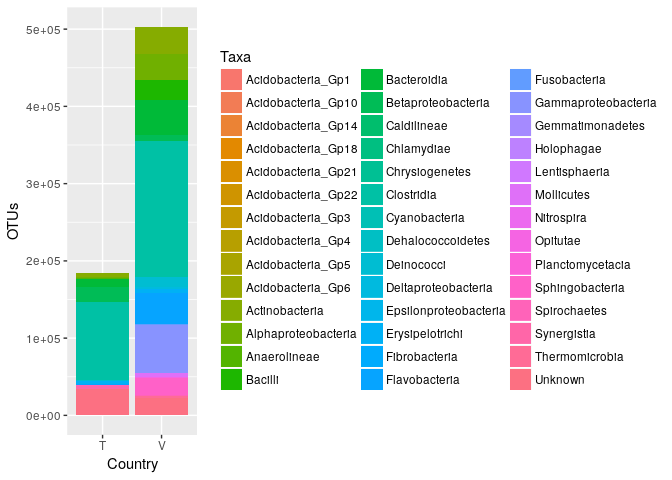 5e+05
4e+05
3e+05
2e+05
1e+05
0e+00
OTUs
T
V
Country
Taxa
Acidobacteria_Gp1
Acidobacteria_Gp10
Acidobacteria_Gp14
Acidobacteria_Gp18
Acidobacteria_Gp21
Acidobacteria_Gp22
Acidobacteria_Gp3
Acidobacteria_Gp4
Acidobacteria_Gp5
Acidobacteria_Gp6
Actinobacteria
Alphaproteobacteria
Anaerolineae
Bacilli
Bacteroidia
Betaproteobacteria
Caldilineae
Chlamydiae
Chrysiogenetes
Clostridia
Cyanobacteria
Dehalococcoidetes
Deinococci
Deltaproteobacteria
Epsilonproteobacteria
Erysipelotrichi
Fibrobacteria
Flavobacteria
Fusobacteria
Gammaproteobacteria
Gemmatimonadetes
Holophagae
Lentisphaeria
Mollicutes
Nitrospira
Opitutae
Planctomycetacia
Sphingobacteria
Spirochaetes
Synergistia
Thermomicrobia
Unknown